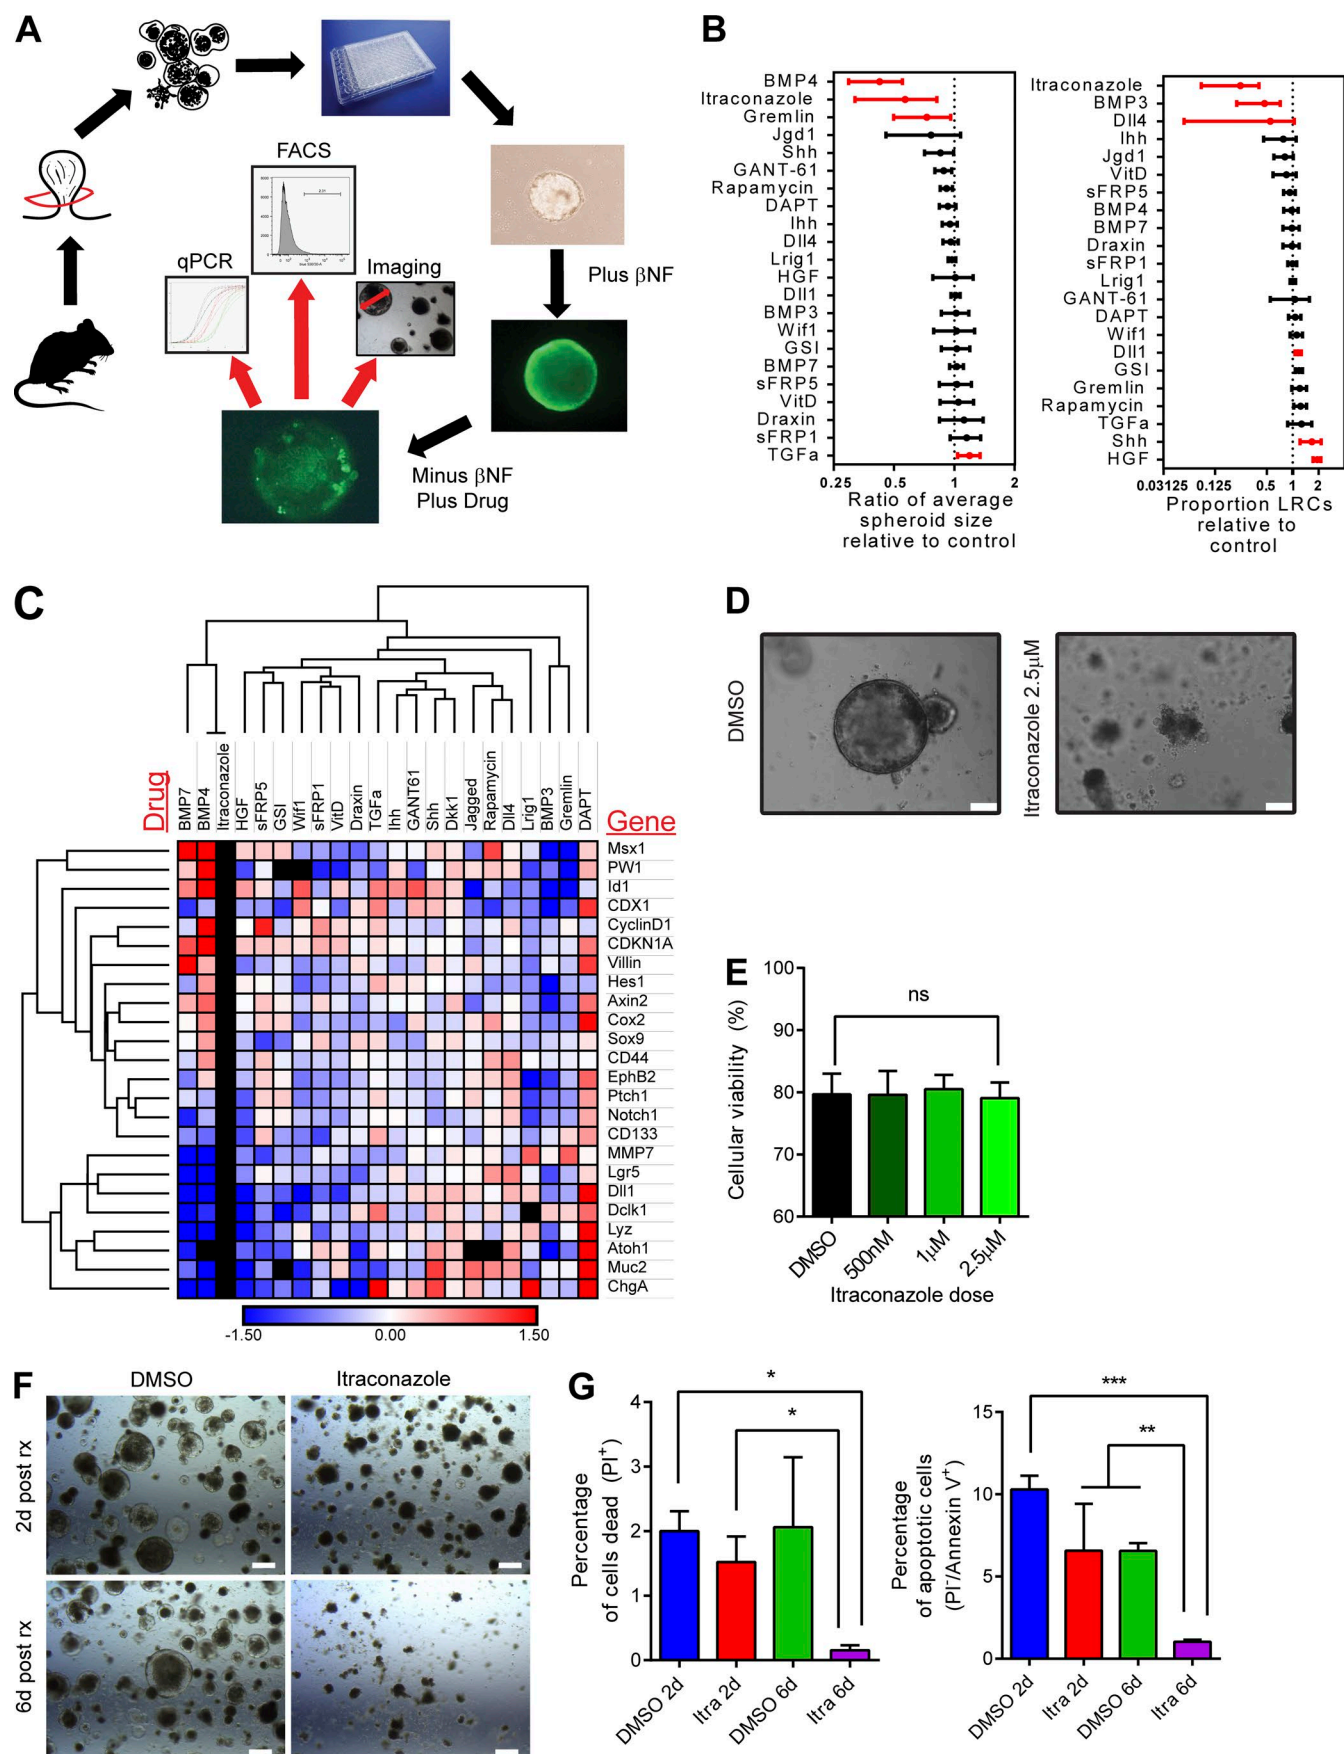 A
FACS
qPCR
Imaging
Plus βNF
Minus βNF
Plus Drug
B
BMP4
Itraconazole
Gremlin
Jgd1
Shh
GANT-61
Rapamycin
DAPT
Ihh
Dll4
Lrig1
HGF
Dll1
BMP3
Wif1
GSI
BMP7
sFRP5
VitD
Draxin
sFRP1
TGFa
0.25 0.5 1 2
Ratio of average
spheroid size
relative to control
Itraconazole
BMP3
Dll4
Ihh
Jgd1
VitD
sFRP5
BMP4
BMP7
Draxin
sFRP1
Lrig1
GANT-61
DAPT
Wif1
Dll1
GSI
Gremlin
Rapamycin
TGFa
Shh
HGF
0.03125 0.125 0.5 1 2
Proportion LRCs
relative to
control
C
Drug
BMP7
BMP4
Itraconazole
HGF
sFRP5
GSI
Wif1
sFRP1
VitD
Draxin
TGFa
Ihh
GANT61
Shh
Dkk1
Jagged
Rapamycin
Dll4
Lrig1
BMP3
Gremlin
DAPT
Gene
Msx1
PW1
Id1
CDX1
CyclinD1
CDKN1A
Villin
Hes1
Axin2
Cox2
Sox9
CD44
EphB2
Ptch1
Notch1
CD133
MMP7
Lgr5
Dll1
Dclk1
Lyz
Atoh1
Muc2
ChgA
-1.50 0.00 1.50
D
DMSO
Itraconazole 2.5μM
E
Cellular viability (%)
100
90
80
70
60
ns
DMSO
500nM
1μM
2.5μM
Itraconazole dose
F
DMSO Itraconazole
2d post rx
6d post rx
G
Percentage
of cells dead (PI+)
4
3
2
1
0
*
*
DMSO 2d
Itra 2d
DMSO 6d
Itra 6d
Percentage
of apoptotic cells
(PI-/Annexin V+)
15
10
5
0
***
**
DMSO 2d
Itra 2d
DMSO 6d
Itra 6d